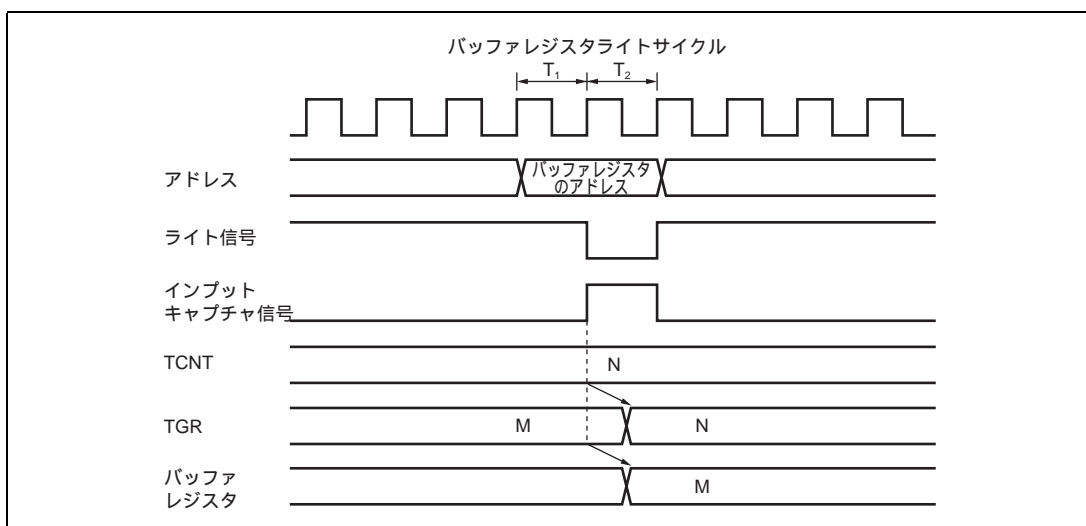 バッファレジスタライトサイクル
T₁ T₂
アドレス
バッファレジスタ
のアドレス
ライト信号
インプット
キャプチャ信号
TCNT
N
TGR
M
N
バッファ
レジスタ
M